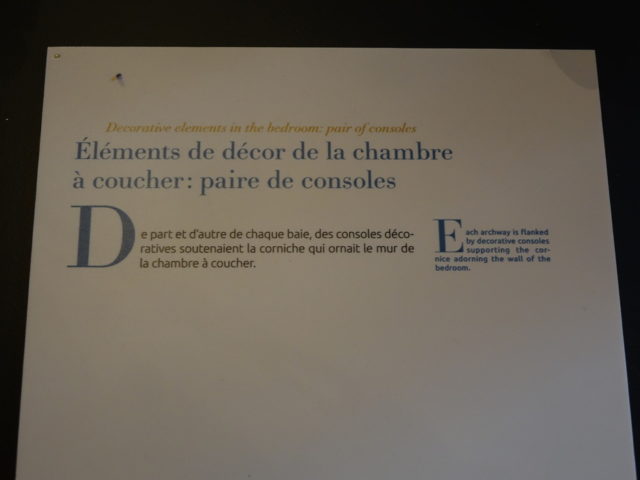 Decorative elements in the bedroom: pair of consoles
Éléments de décor de la chambre
à coucher : paire de consoles
De part et d'autre de chaque baie, des consoles déco-
ratives soutenaient la corniche qui ornait le mur de
la chambre à coucher.
Each archway is flanked
by decorative consoles
supporting the cor-
nice adorning the wall of the
bedroom.